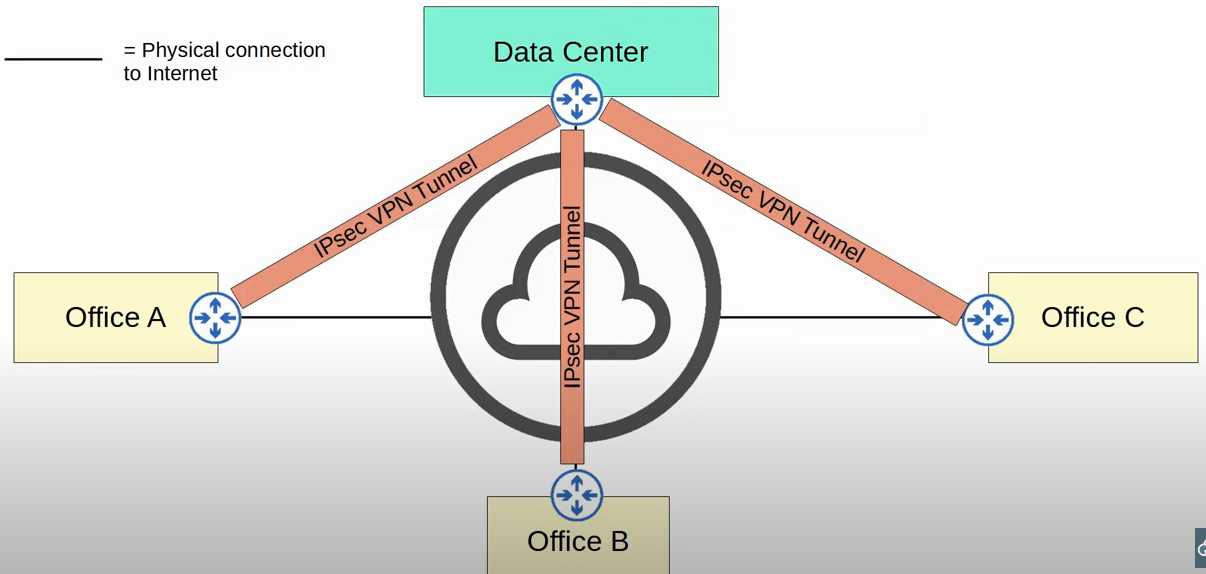 = Physical connection
to Internet
Data Center
IPsec VPN Tunnel
IPsec VPN Tunnel
IPsec VPN Tunnel
Office A
Office C
Office B